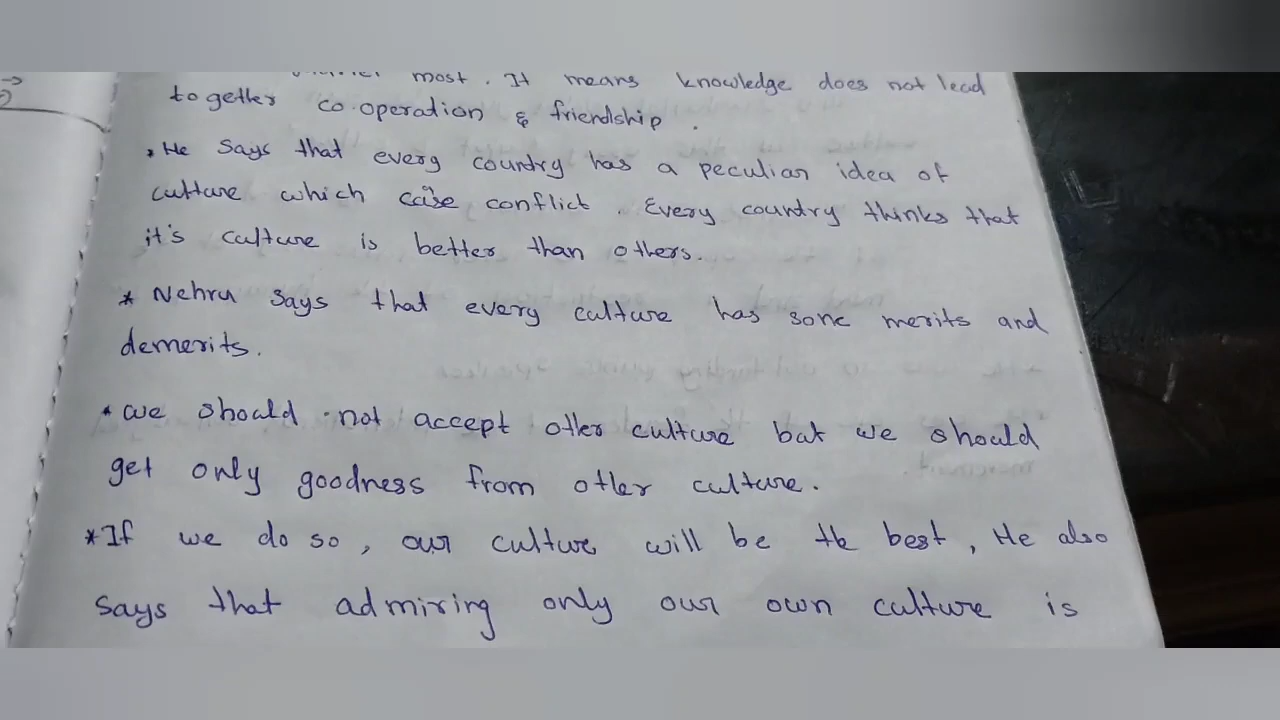 most. It means knowledge does not lead
together co.operation & friendship.
He says that every country has a peculiar idea of
culture which case conflict. Every country thinks that
it's culture is better than others.
* Nehru says that every culture has some merits and
demerits.
* we should not accept other culture but we should
get only goodness from other culture.
* If we do so, our culture will be the best, He also
says that admiring only our own culture is